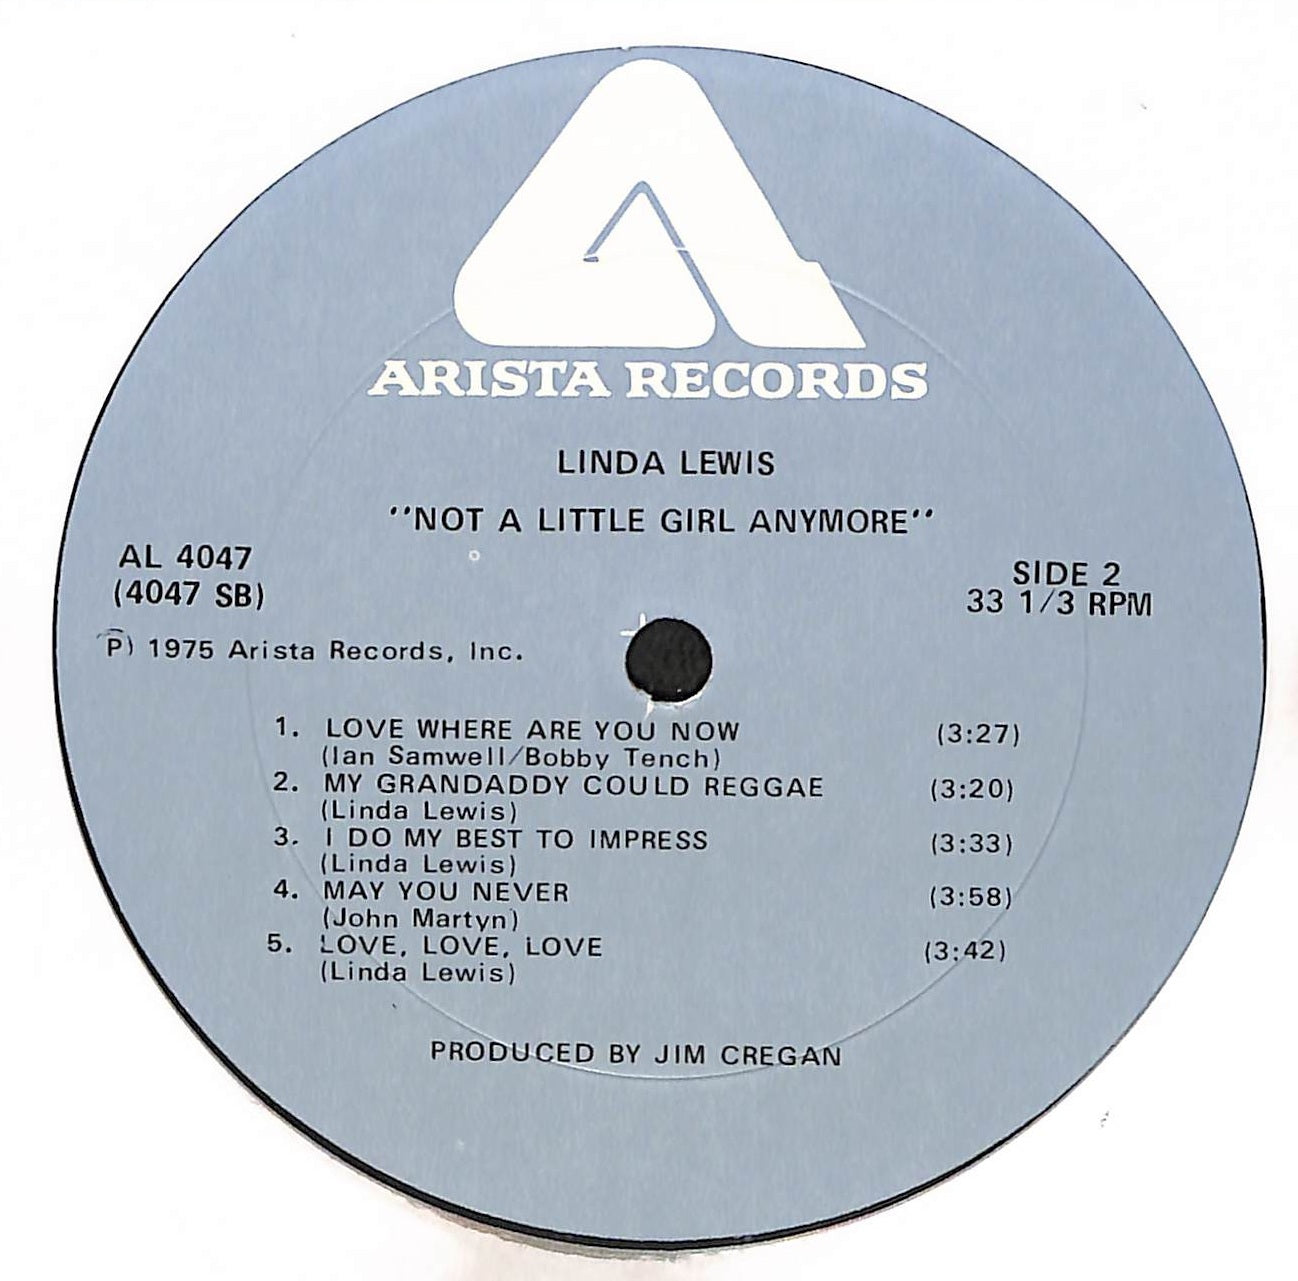 ARISTA RECORDS
LINDA LEWIS
"NOT A LITTLE GIRL ANYMORE"
AL 4047
(4047 SB)
SIDE 2
33 1/3 RPM
(P) 1975 Arista Records, Inc.
1. LOVE WHERE ARE YOU NOW (3:27)
(Ian Samwell/Bobby Tench)
2. MY GRANDADDY COULD REGGAE (3:20)
(Linda Lewis)
3. I DO MY BEST TO IMPRESS (3:33)
(Linda Lewis)
4. MAY YOU NEVER (3:58)
(John Martyn)
5. LOVE, LOVE, LOVE (3:42)
(Linda Lewis)
PRODUCED BY JIM CREGAN